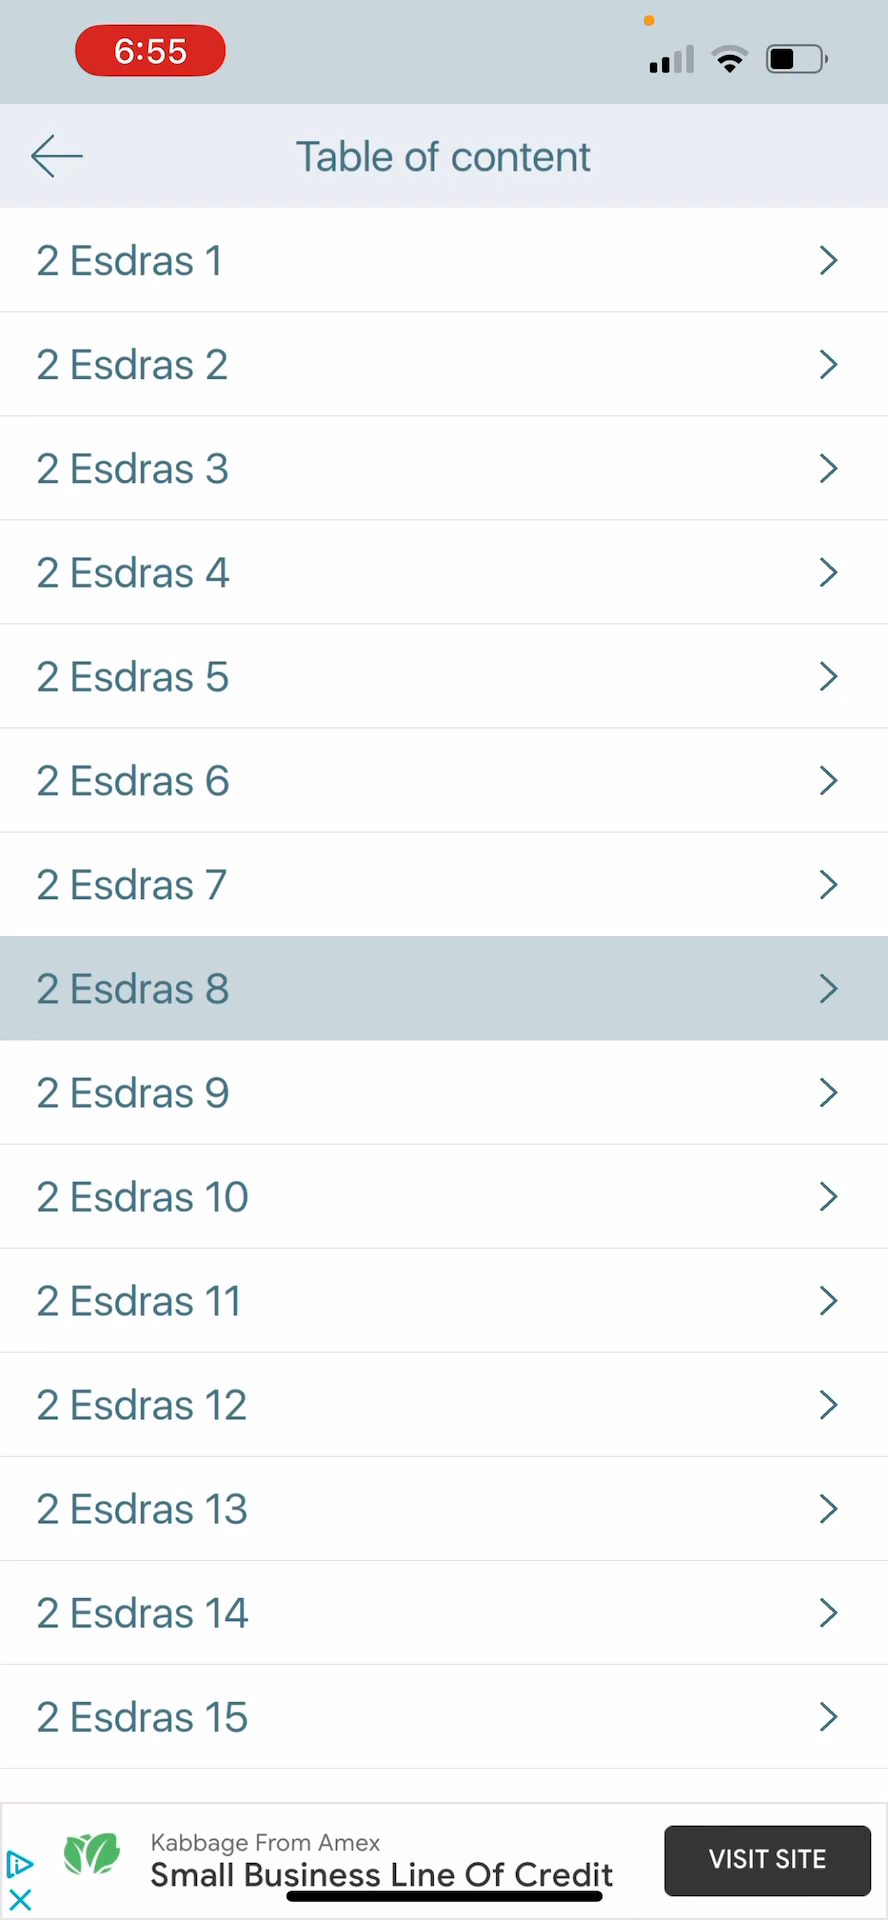 6:55
Table of content
2 Esdras 1
2 Esdras 2
2 Esdras 3
2 Esdras 4
2 Esdras 5
2 Esdras 6
2 Esdras 7
2 Esdras 8
2 Esdras 9
2 Esdras 10
2 Esdras 11
2 Esdras 12
2 Esdras 13
2 Esdras 14
2 Esdras 15
Kabbage From Amex
Small Business Line Of Credit
VISIT SITE